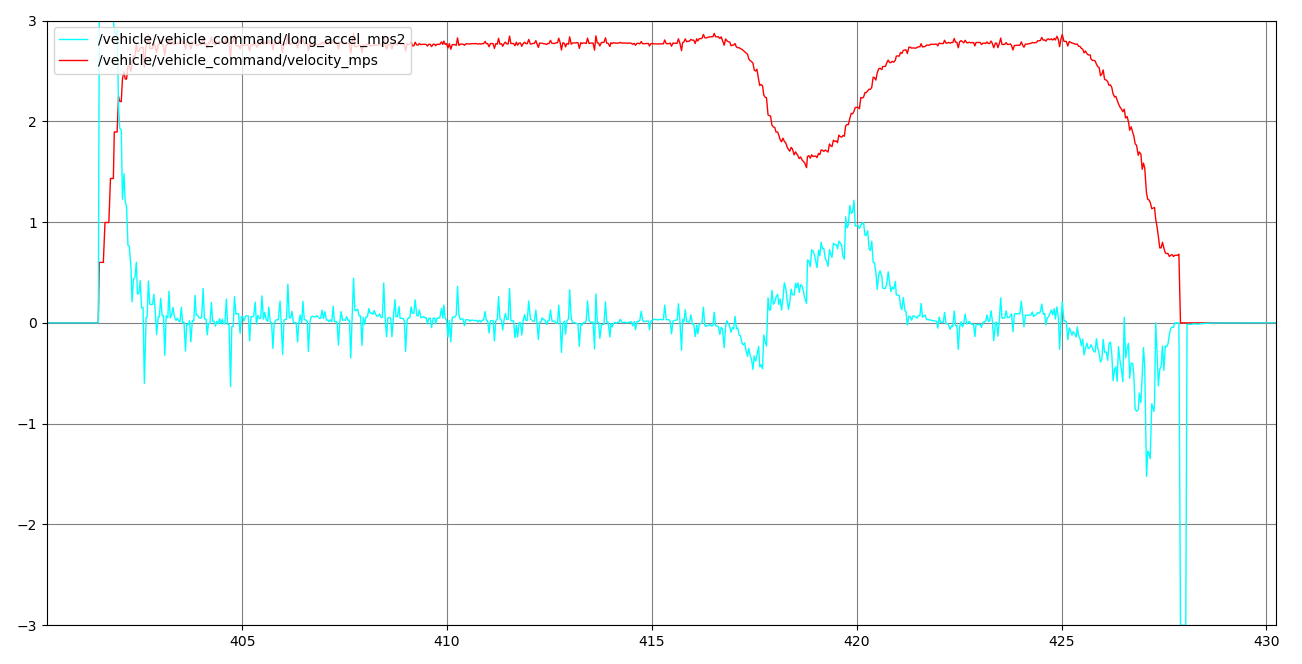 3
/vehicle/vehicle_command/long_accel_mps2
/vehicle/vehicle_command/velocity_mps
2
1
0
−1
−2
−3
405 410 415 420 425 430